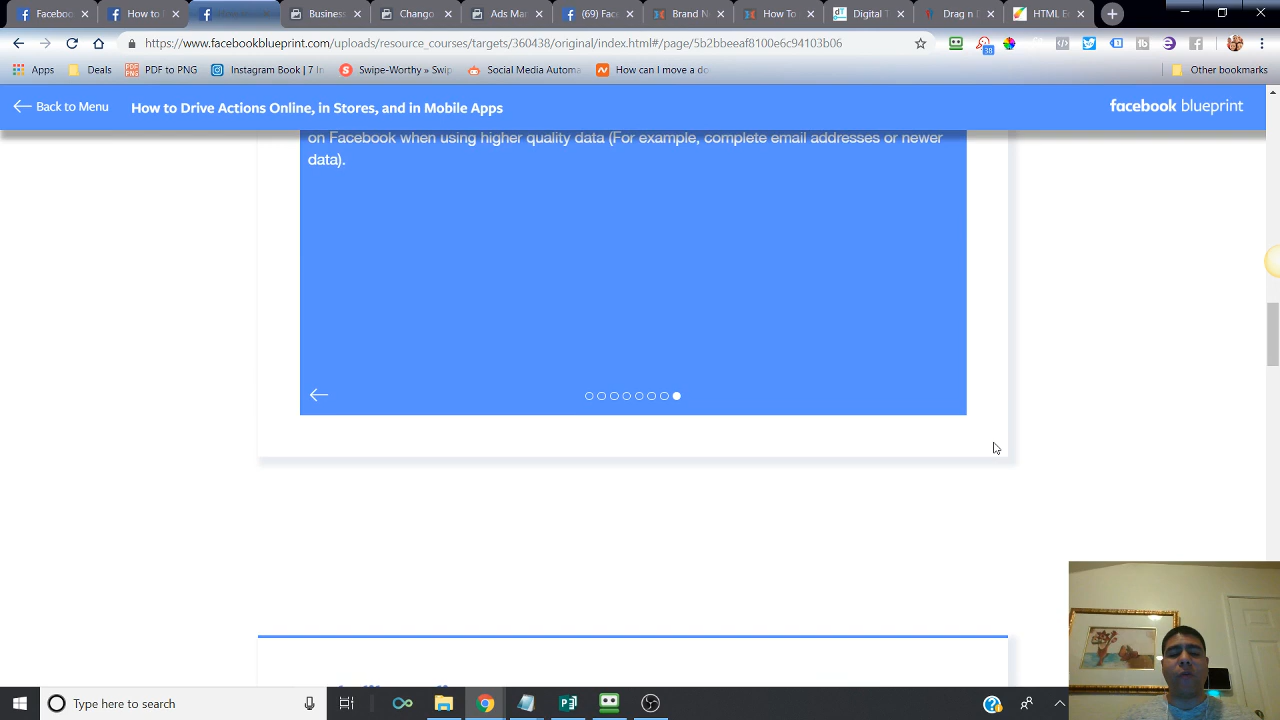 Faceboo
How to
Business
Chango
Ads Mar
(69) Fac
Brand N
How To
Digital T
Drag n
HTML E
https://www.facebookblueprint.com/uploads/resource_courses/targets/360438/original/index.html#/page/5b2bbeeaf8100e6c94103b06
38
Apps
Deals
PDF to PNG
Instagram Book | 7 In
Swipe-Worthy » Swip
Social Media Automa
How can I move a do
Other bookmarks
Back to Menu
How to Drive Actions Online, in Stores, and in Mobile Apps
facebook blueprint
on Facebook when using higher quality data (For example, complete email addresses or newer
data).
Type here to search